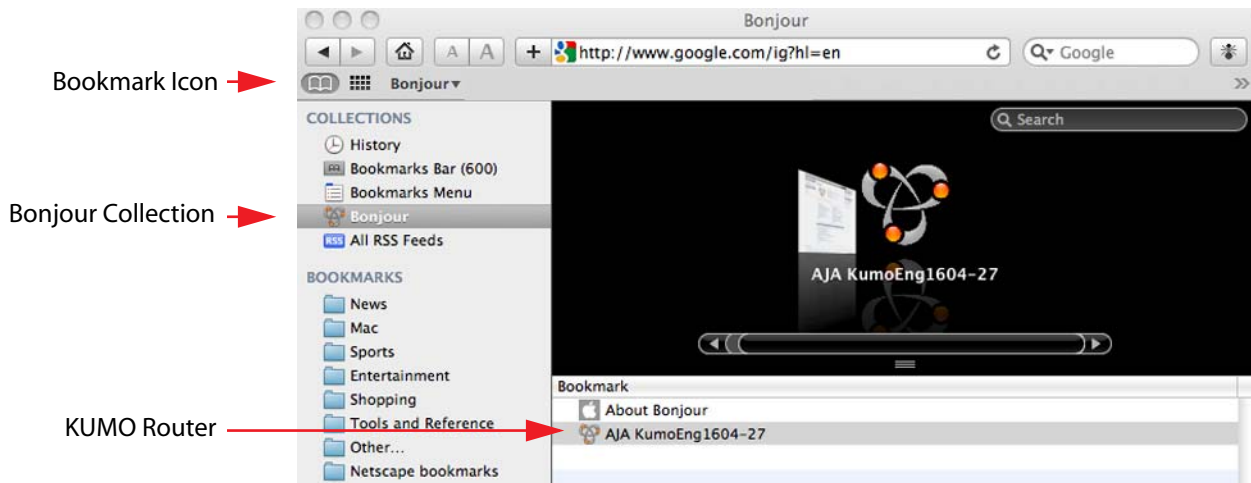 Bonjour
A A + http://www.google.com/ig?hl=en Google
Bookmark Icon
Bonjour
COLLECTIONS
Search
History
Bookmarks Bar (600)
Bookmarks Menu
Bonjour Collection
Bonjour
RSS All RSS Feeds
AJA KumoEng1604-27
BOOKMARKS
News
Mac
Sports
Entertainment
Shopping
Tools and Reference
Other...
Netscape bookmarks
Bookmark
About Bonjour
KUMO Router
AJA KumoEng1604-27